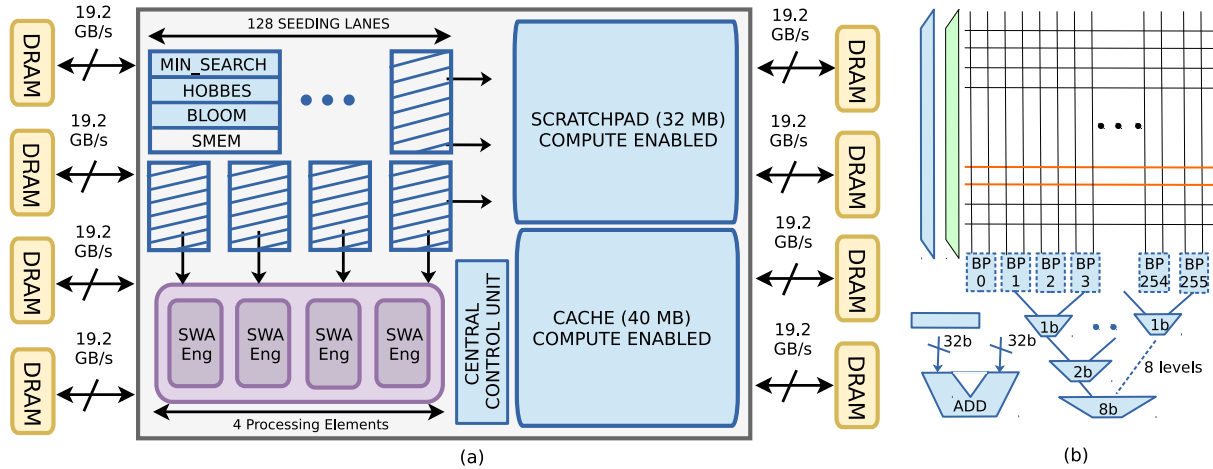 19.2
GB/s
DRAM
19.2
GB/s
DRAM
19.2
GB/s
DRAM
19.2
GB/s
DRAM
128 SEEDING LANES
MIN_SEARCH
HOBBES
BLOOM
SMEM
SWA
Eng
SWA
Eng
SWA
Eng
SWA
Eng
4 Processing Elements
CENTRAL
CONTROL UNIT
SCRATCHPAD (32 MB)
COMPUTE ENABLED
CACHE (40 MB)
COMPUTE ENABLED
19.2
GB/s
DRAM
19.2
GB/s
DRAM
19.2
GB/s
DRAM
19.2
GB/s
DRAM
(a)
BP
0
BP
1
BP
2
BP
3
BP
254
BP
255
1b
1b
32b
32b
2b
8 levels
ADD
8b
(b)